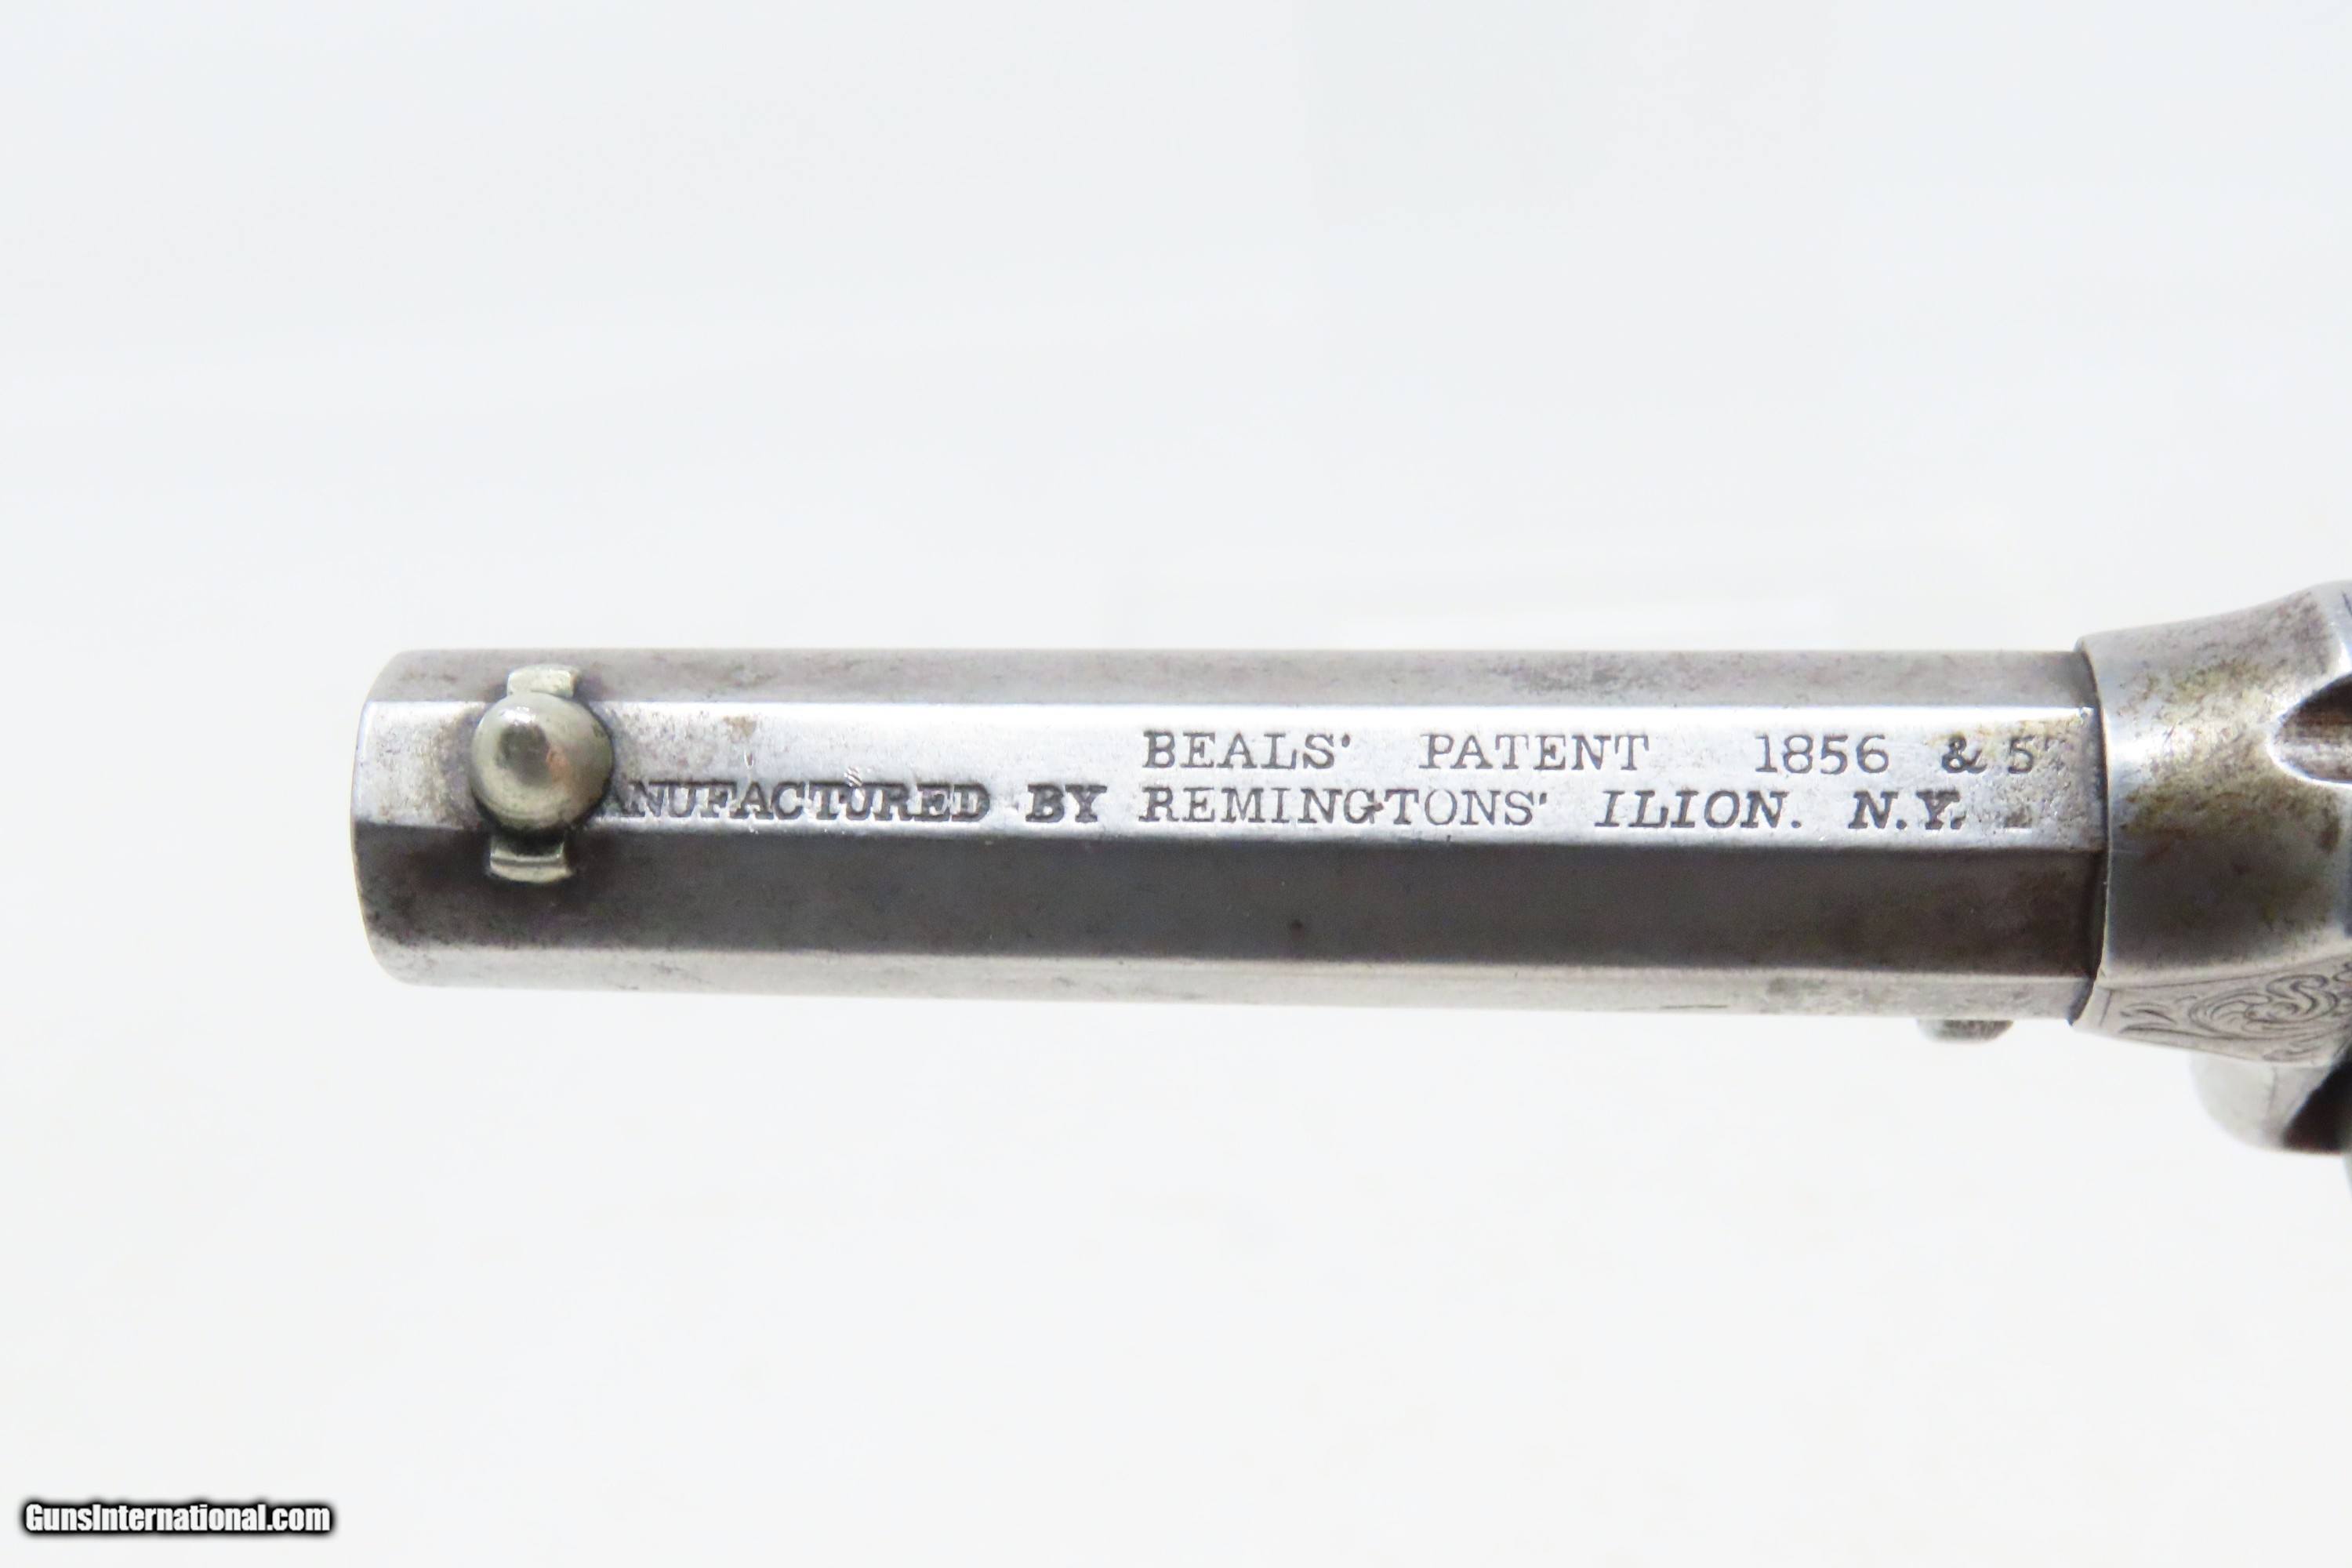 BEALS' PATENT 1856 & 5
ANUFACTURED BY REMINGTONS' ILION. N.Y.
GunsInternational.com